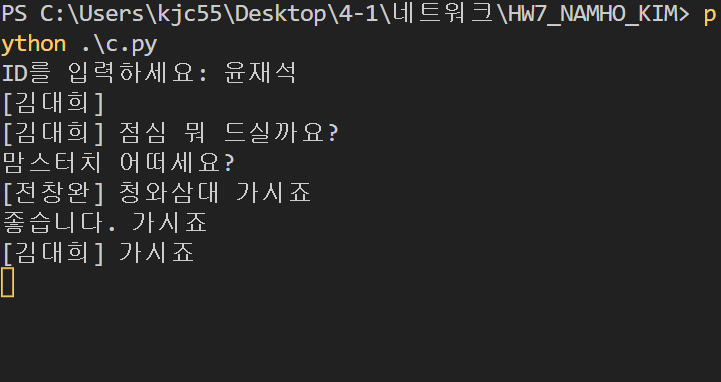 PS C:\Users\kjc55\Desktop\4-1\네트워크\HW7_NAMHO_KIM> p
ython .\c.py
ID를 입력하세요: 윤재석
[김대희]
[김대희] 점심 뭐 드실까요?
맘스터치 어떠세요?
[전창완] 청와삼대 가시죠
좋습니다. 가시죠
[김대희] 가시죠